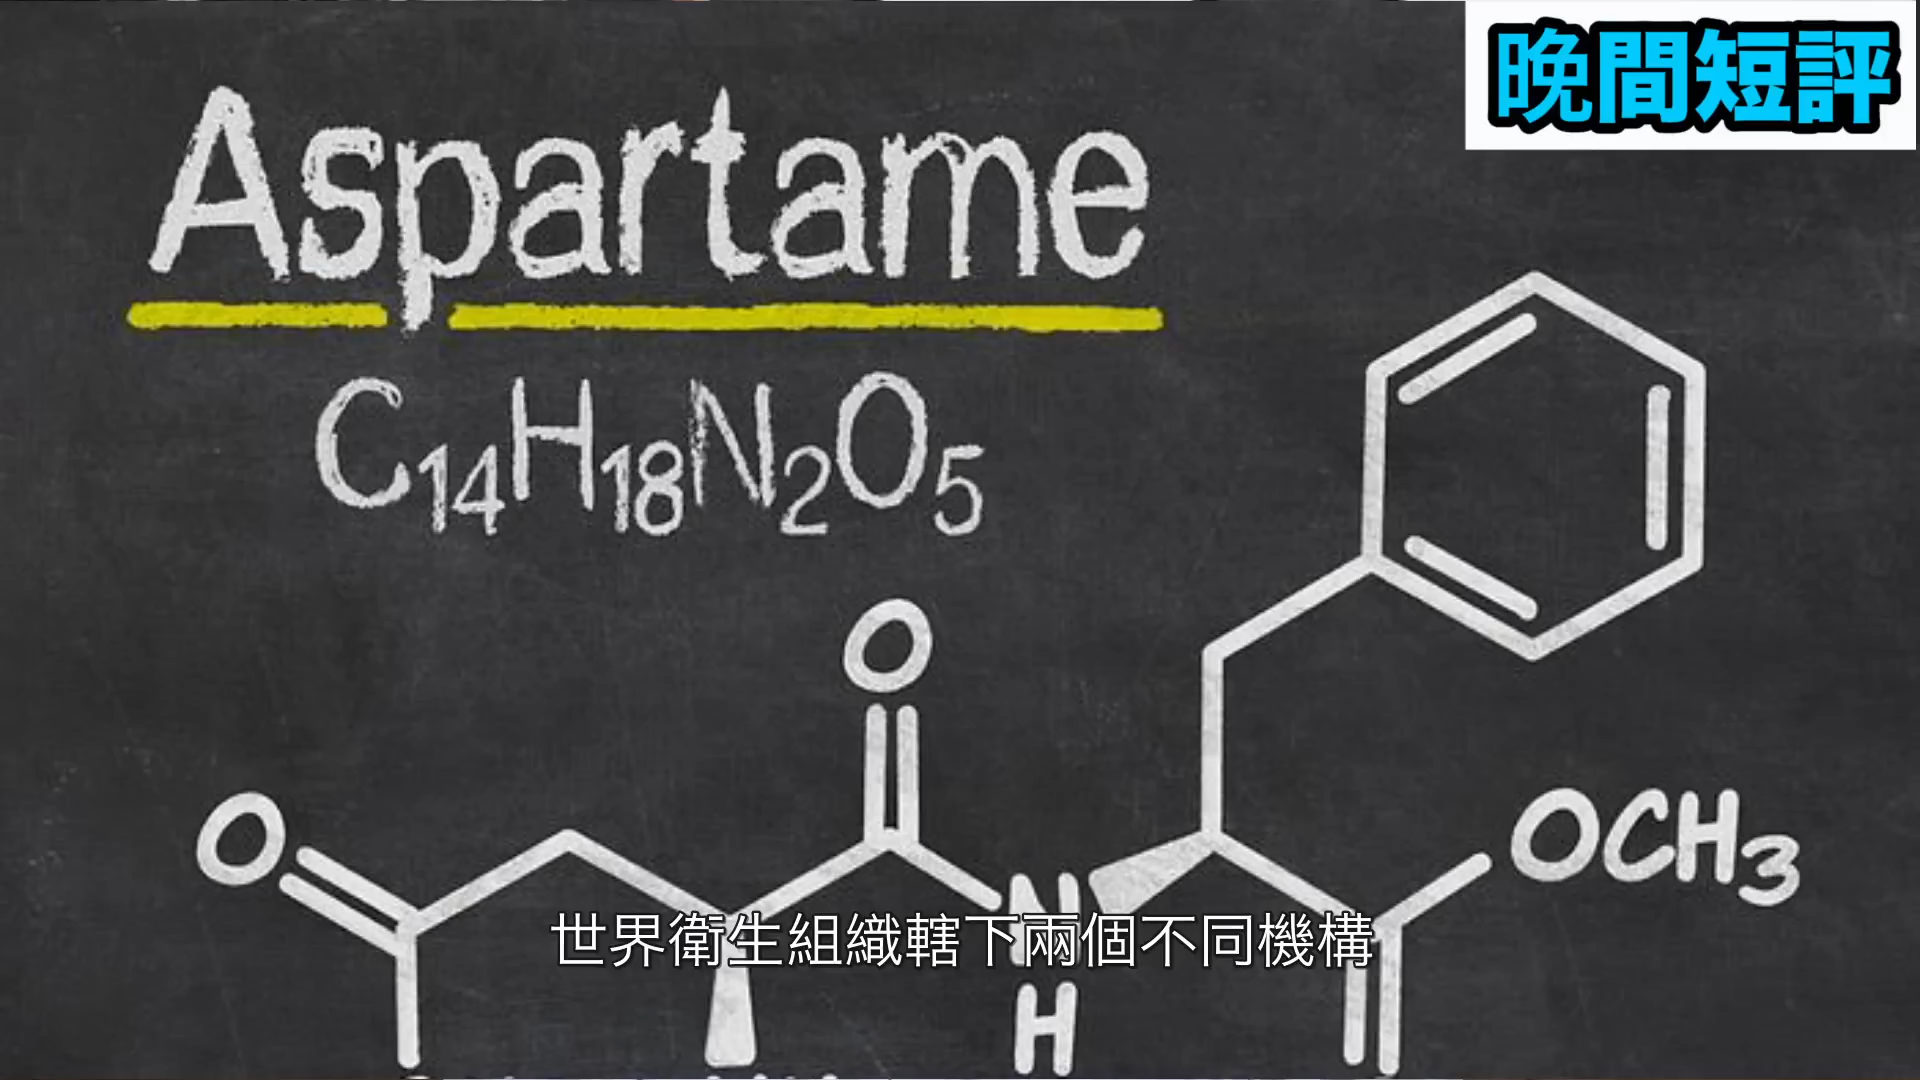 晚間短評
Aspartame
C₁₄H₁₈N₂O₅
O
O
OCH₃
N
H
世界衛生組織轄下兩個不同機構